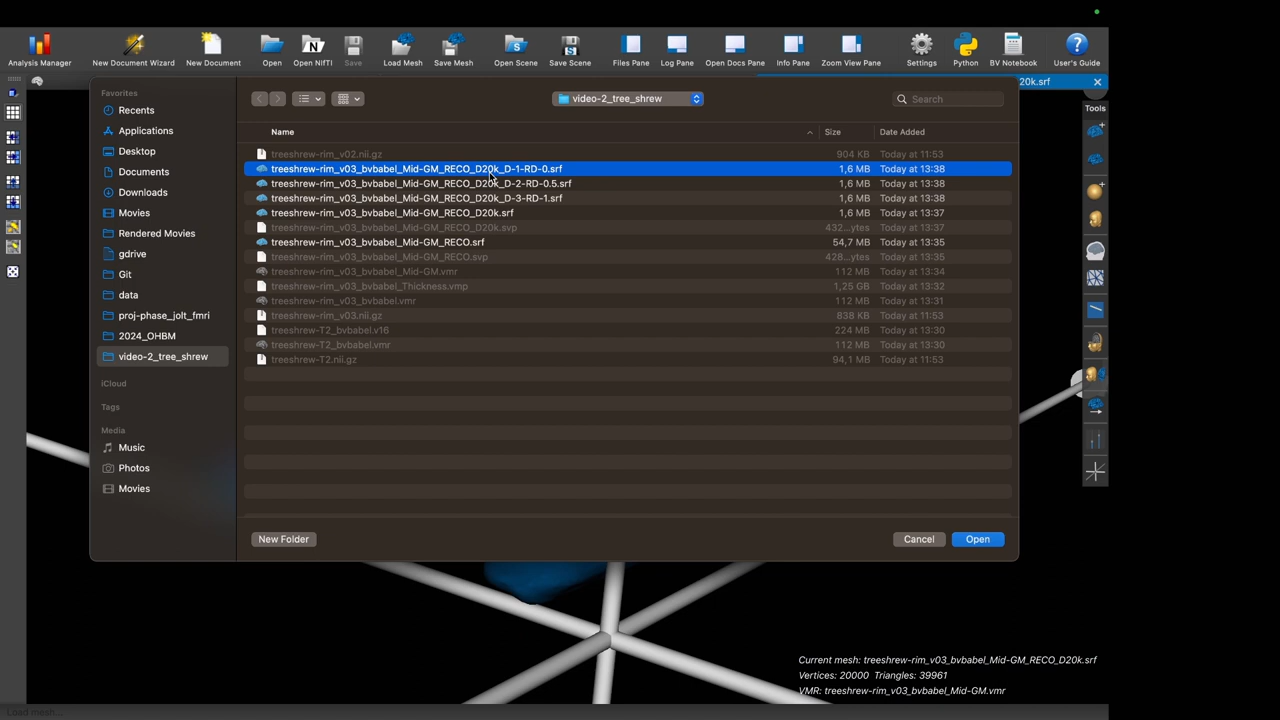 Analysis Manager
New Document Wizard
New Document
Open
Open NIfTI
Save
Load Mesh
Save Mesh
Open Scene
Save Scene
Files Pane
Log Pane
Open Docs Pane
Info Pane
Zoom View Pane
Settings
Python
BV Notebook
User's Guide
20k.srf
Tools
Favorites
Recents
Applications
Desktop
Documents
Downloads
Movies
Rendered Movies
gdrive
Git
data
proj-phase_jolt_fmri
2024_OHBM
video-2_tree_shrew
iCloud
Tags
Media
Music
Photos
Movies
video-2_tree_shrew
Search
Name Size Date Added
treeshrew-rim_v02.nii.gz 904 KB Today at 11:53
treeshrew-rim_v03_bvbabel_Mid-GM_RECO_D20k_D-1-RD-0.srf 1,6 MB Today at 13:38
treeshrew-rim_v03_bvbabel_Mid-GM_RECO_D20k_D-2-RD-0.5.srf 1,6 MB Today at 13:38
treeshrew-rim_v03_bvbabel_Mid-GM_RECO_D20k_D-3-RD-1.srf 1,6 MB Today at 13:38
treeshrew-rim_v03_bvbabel_Mid-GM_RECO_D20k.srf 1,6 MB Today at 13:37
treeshrew-rim_v03_bvbabel_Mid-GM_RECO_D20k.svp 432...ytes Today at 13:37
treeshrew-rim_v03_bvbabel_Mid-GM_RECO.srf 54,7 MB Today at 13:35
treeshrew-rim_v03_bvbabel_Mid-GM_RECO.svp 428...ytes Today at 13:35
treeshrew-rim_v03_bvbabel_Mid-GM.vmr 112 MB Today at 13:34
treeshrew-rim_v03_bvbabel_Thickness.vmp 1,25 GB Today at 13:32
treeshrew-rim_v03_bvbabel.vmr 112 MB Today at 13:31
treeshrew-rim_v03.nii.gz 838 KB Today at 11:53
treeshrew-T2_bvbabel.v16 224 MB Today at 13:30
treeshrew-T2_bvbabel.vmr 112 MB Today at 13:30
treeshrew-T2.nii.gz 94,1 MB Today at 11:53
New Folder
Cancel
Open
Current mesh: treeshrew-rim_v03_bvbabel_Mid-GM_RECO_D20k.srf
Vertices: 20000 Triangles: 39961
VMR: treeshrew-rim_v03_bvbabel_Mid-GM.vmr
Load mesh...